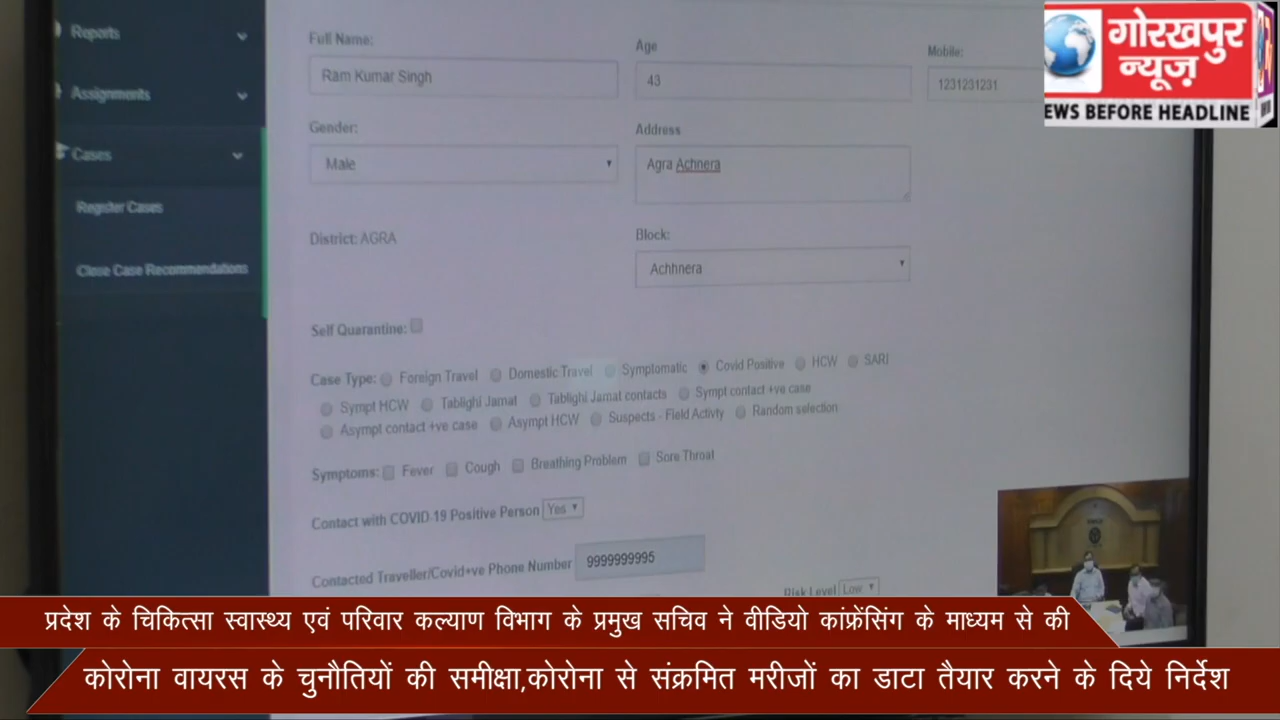 Reports
Assignments
Cases
Register Cases
Close Case Recommendations
Full Name:
Ram Kumar Singh
Age
43
Mobile:
1231231231
Gender:
Male
Address
Agra Achnera
District: AGRA
Block:
Achhnera
Self Quarantine:
Case Type: Foreign Travel Domestic Travel Symptomatic Covid Positive HCW SARI
Sympt HCW Tablighi Jamat Tablighi Jamat contacts Sympt contact +ve case
Asympt contact +ve case Asympt HCW Suspects - Field Activty Random selection
Symptoms: Fever Cough Breathing Problem Sore Throat
Contact with COVID-19 Positive Person Yes
Contacted Traveller/Covid+ve Phone Number 9999999995
Risk Level Low
गोरखपुर
न्यूज़
EWS BEFORE HEADLINE
प्रदेश के चिकित्सा स्वास्थ्य एवं परिवार कल्याण विभाग के प्रमुख सचिव ने वीडियो कांफ्रेंसिंग के माध्यम से की
कोरोना वायरस के चुनौतियों की समीक्षा,कोरोना से संक्रमित मरीजों का डाटा तैयार करने के दिये निर्देश